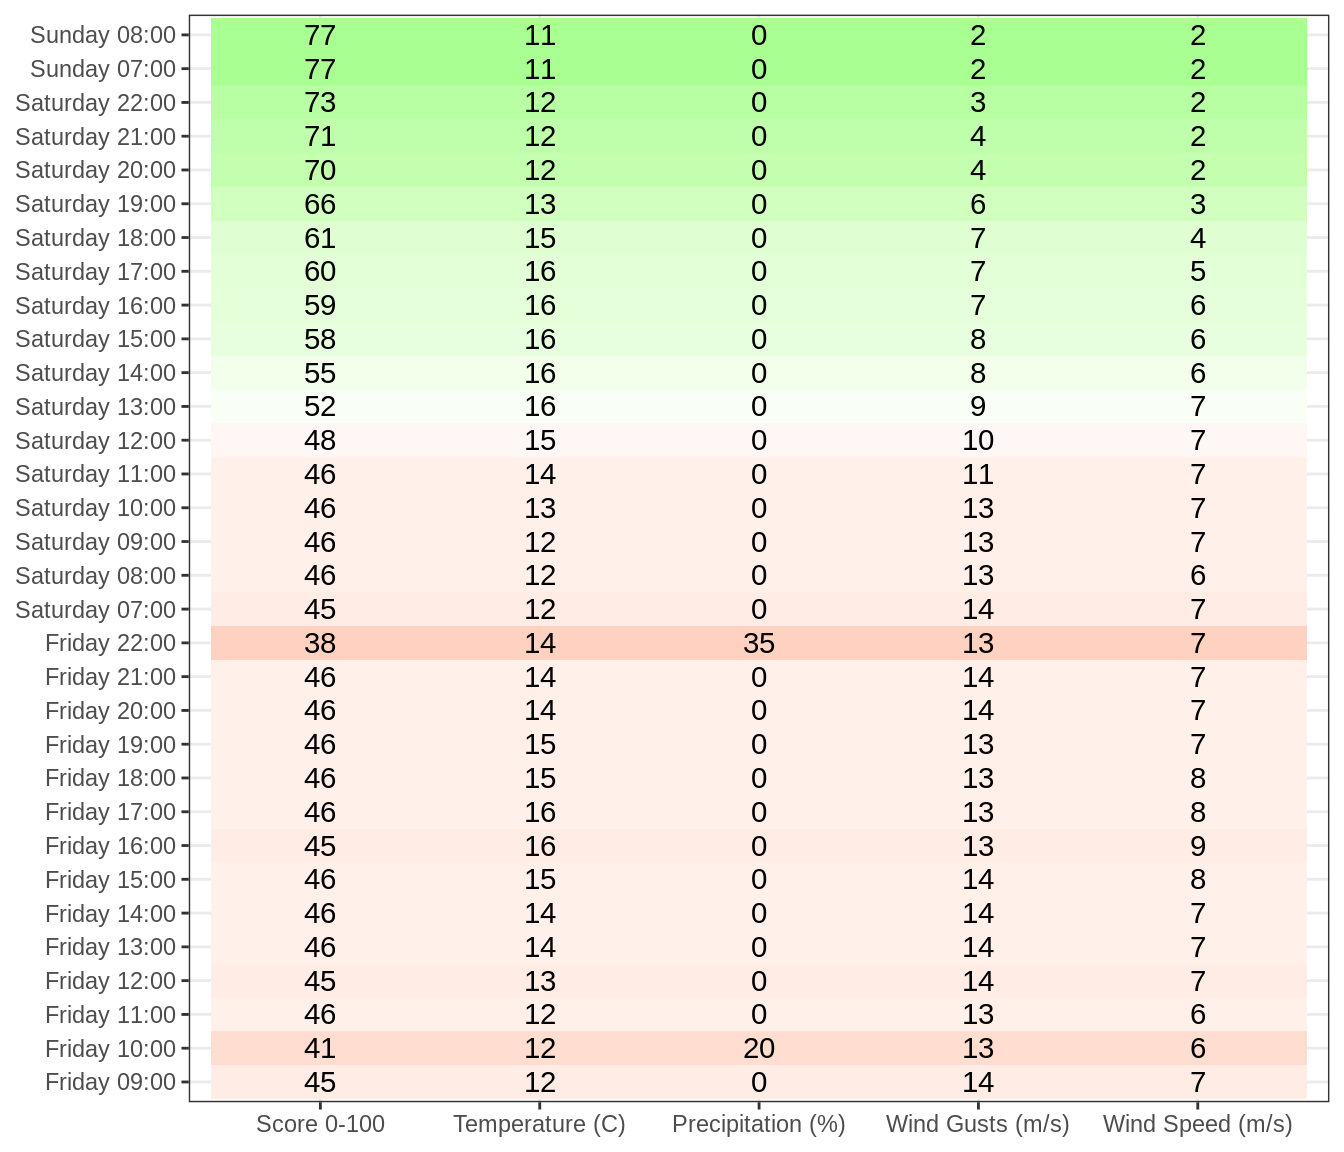 Sunday 08:00 77 11 0 2 2
Sunday 07:00 77 11 0 2 2
Saturday 22:00 73 12 0 3 2
Saturday 21:00 71 12 0 4 2
Saturday 20:00 70 12 0 4 2
Saturday 19:00 66 13 0 6 3
Saturday 18:00 61 15 0 7 4
Saturday 17:00 60 16 0 7 5
Saturday 16:00 59 16 0 7 6
Saturday 15:00 58 16 0 8 6
Saturday 14:00 55 16 0 8 6
Saturday 13:00 52 16 0 9 7
Saturday 12:00 48 15 0 10 7
Saturday 11:00 46 14 0 11 7
Saturday 10:00 46 13 0 13 7
Saturday 09:00 46 12 0 13 7
Saturday 08:00 46 12 0 13 6
Saturday 07:00 45 12 0 14 7
Friday 22:00 38 14 35 13 7
Friday 21:00 46 14 0 14 7
Friday 20:00 46 14 0 14 7
Friday 19:00 46 15 0 13 7
Friday 18:00 46 15 0 13 8
Friday 17:00 46 16 0 13 8
Friday 16:00 45 16 0 13 9
Friday 15:00 46 15 0 14 8
Friday 14:00 46 14 0 14 7
Friday 13:00 46 14 0 14 7
Friday 12:00 45 13 0 14 7
Friday 11:00 46 12 0 13 6
Friday 10:00 41 12 20 13 6
Friday 09:00 45 12 0 14 7
Score 0-100 Temperature (C) Precipitation (%) Wind Gusts (m/s) Wind Speed (m/s)